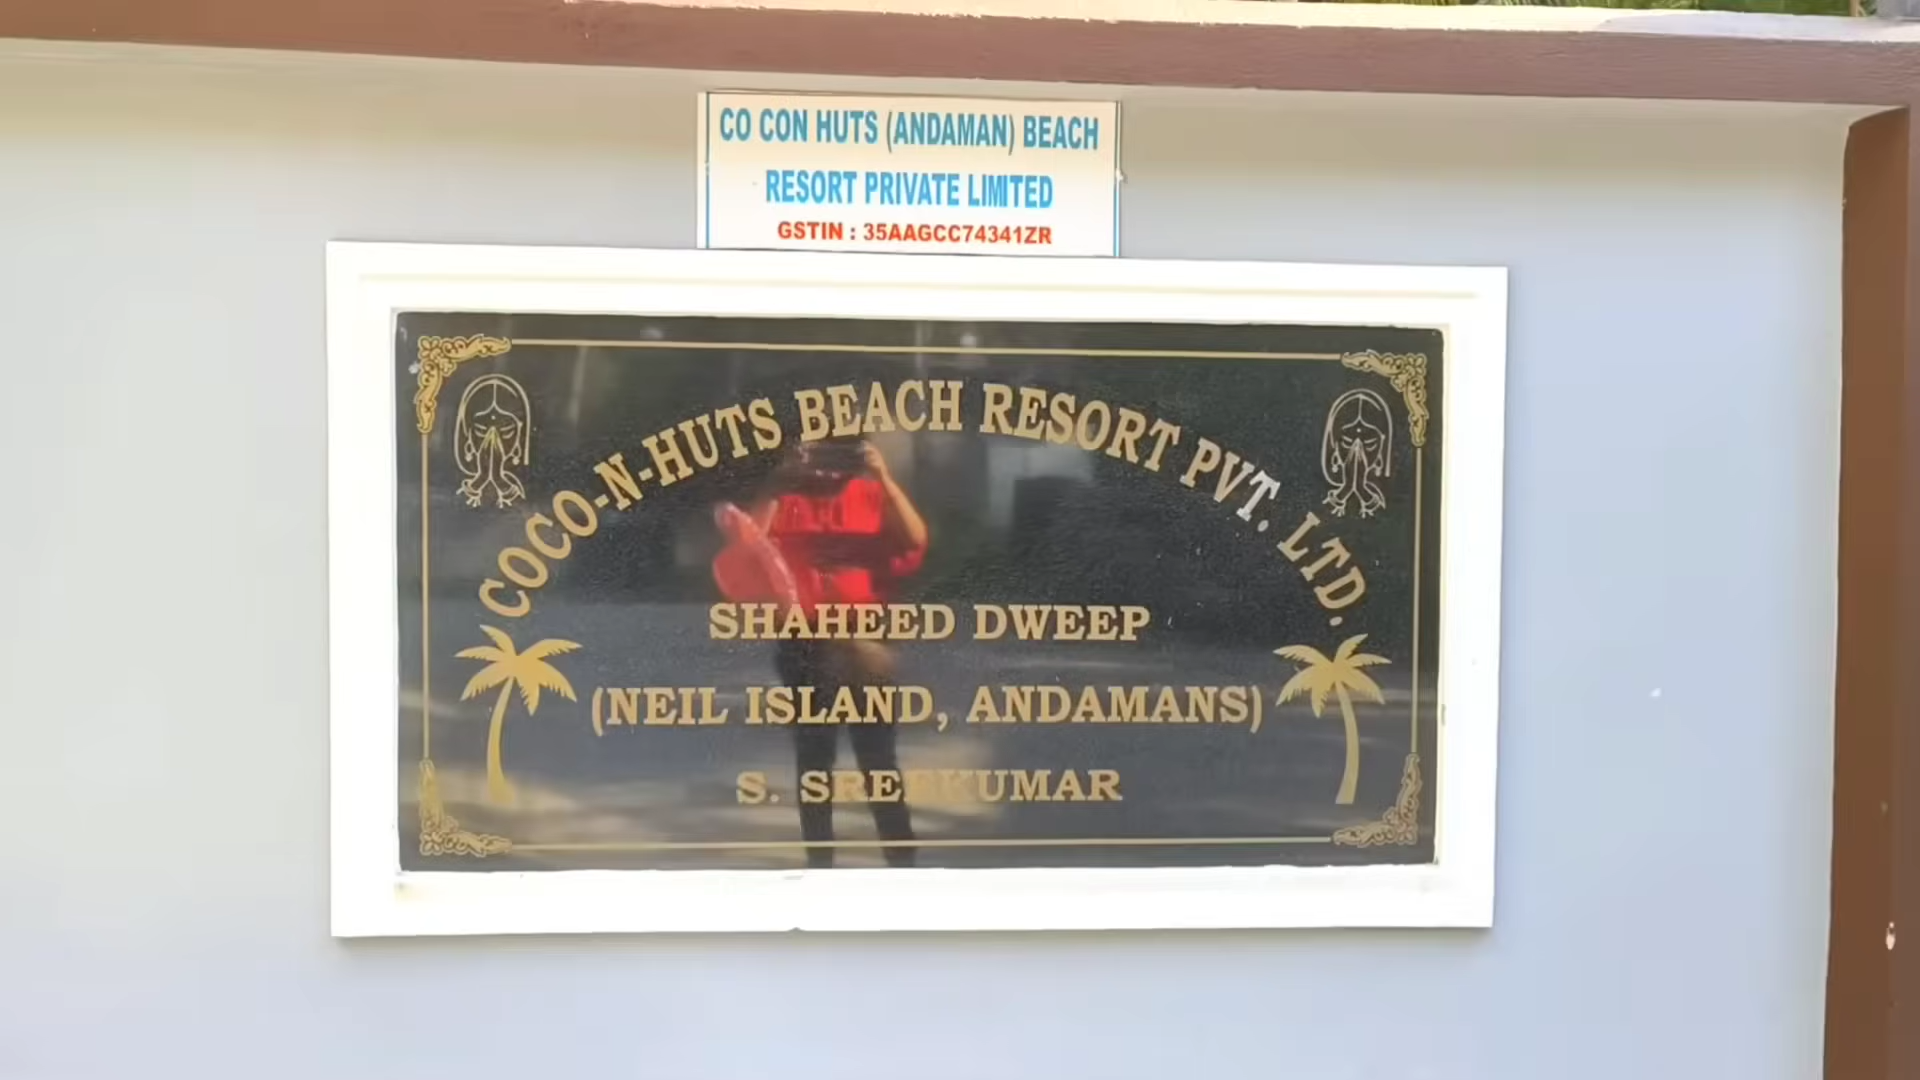 CO CON HUTS (ANDAMAN) BEACH
RESORT PRIVATE LIMITED
GSTIN : 35AAGCC74341ZR
COCO-N-HUTS BEACH RESORT PVT. LTD.
SHAHEED DWEEP
(NEIL ISLAND, ANDAMANS)
S. SREEKUMAR